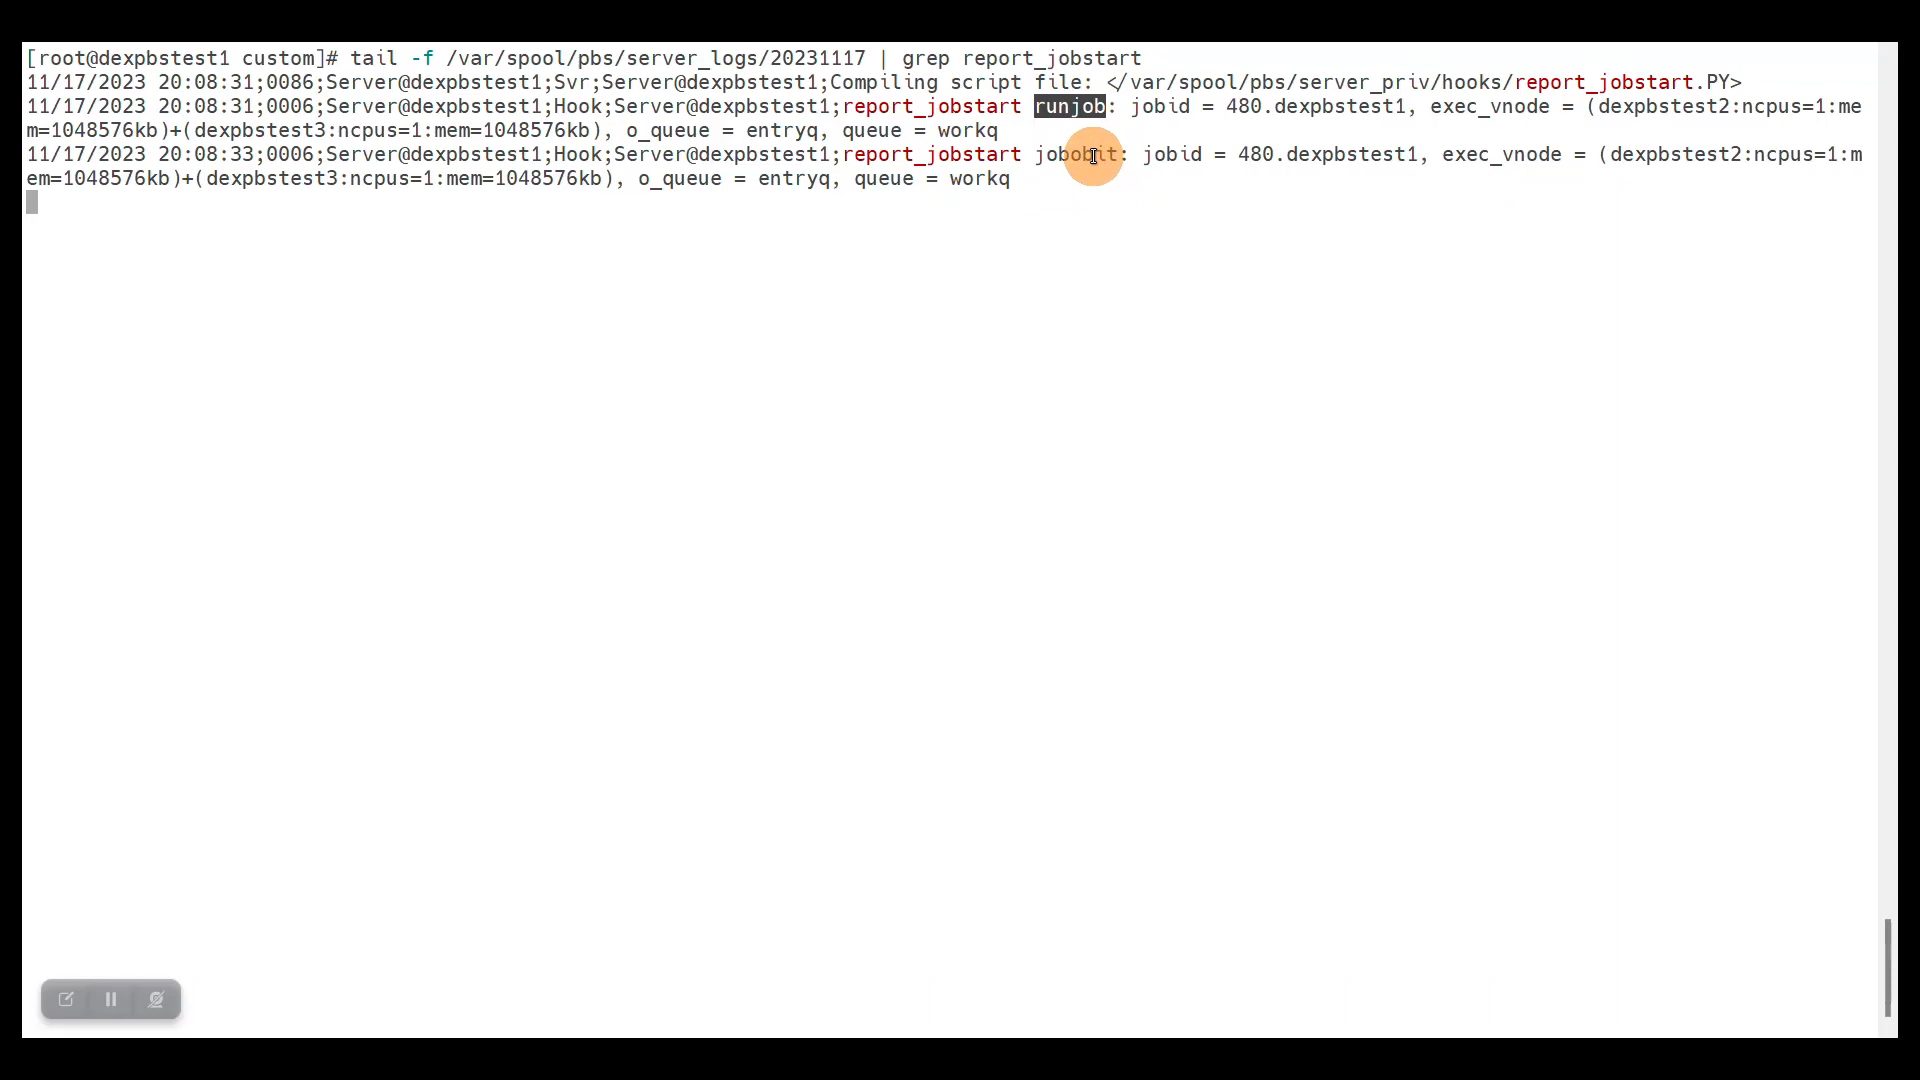 [root@dexpbstest1 custom]# tail -f /var/spool/pbs/server_logs/20231117 | grep report_jobstart
11/17/2023 20:08:31;0086;Server@dexpbstest1;Svr;Server@dexpbstest1;Compiling script file: </var/spool/pbs/server_priv/hooks/report_jobstart.PY>
11/17/2023 20:08:31;0006;Server@dexpbstest1;Hook;Server@dexpbstest1;report_jobstart runjob: jobid = 480.dexpbstest1, exec_vnode = (dexpbstest2:ncpus=1:me
m=1048576kb)+(dexpbstest3:ncpus=1:mem=1048576kb), o_queue = entryq, queue = workq
11/17/2023 20:08:33;0006;Server@dexpbstest1;Hook;Server@dexpbstest1;report_jobstart jobobit: jobid = 480.dexpbstest1, exec_vnode = (dexpbstest2:ncpus=1:m
em=1048576kb)+(dexpbstest3:ncpus=1:mem=1048576kb), o_queue = entryq, queue = workq